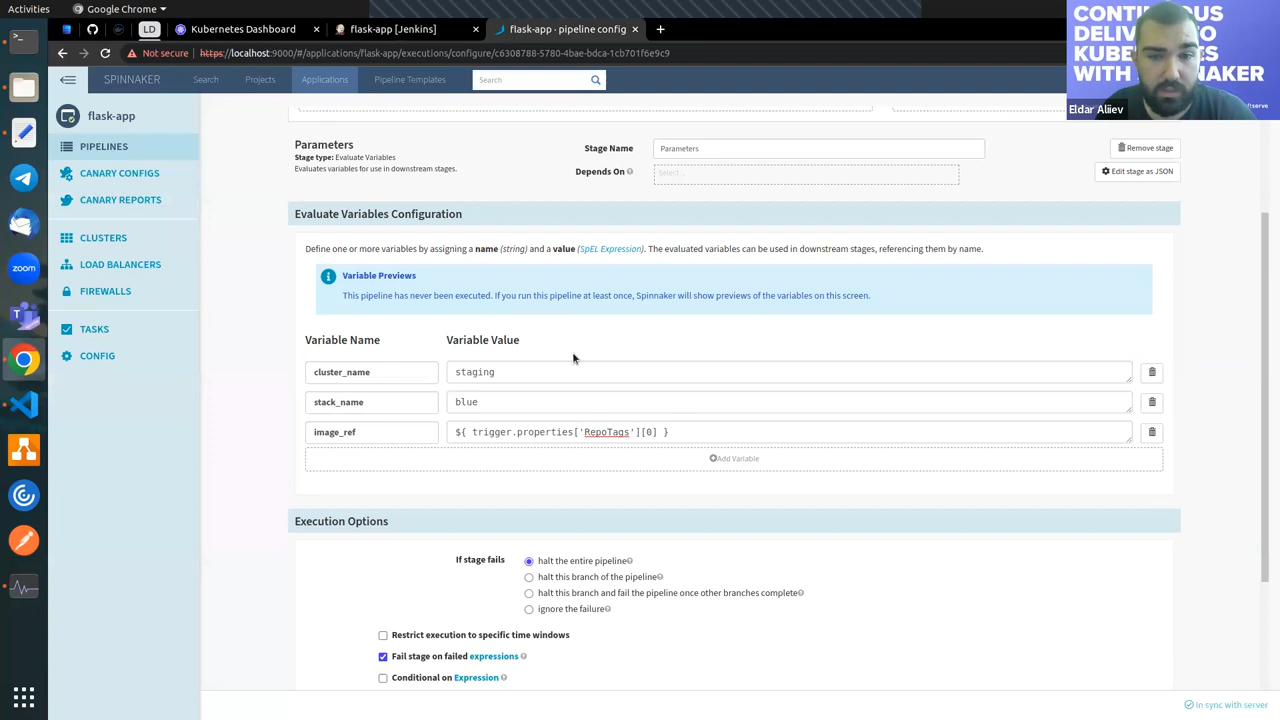 Activities
Google Chrome
LD
Kubernetes Dashboard
flask-app [Jenkins]
flask-app · pipeline config
Not secure
https://localhost:9000/#/applications/flask-app/executions/configure/c6308788-5780-4bae-bdca-1cb701f6e9c9
SPINNAKER
Search
Projects
Applications
Pipeline Templates
Search
CONTINUOUS
DELIVERY TO
KUBERNETES
WITH SPINNAKER
softserve
Eldar Aliiev
flask-app
PIPELINES
CANARY CONFIGS
CANARY REPORTS
CLUSTERS
LOAD BALANCERS
FIREWALLS
TASKS
CONFIG
zoom
Parameters
Stage type: Evaluate Variables
Evaluates variables for use in downstream stages.
Stage Name
Parameters
Depends On
Select...
Remove stage
Edit stage as JSON
Evaluate Variables Configuration
Define one or more variables by assigning a name (string) and a value (SpEL Expression). The evaluated variables can be used in downstream stages, referencing them by name.
Variable Previews
This pipeline has never been executed. If you run this pipeline at least once, Spinnaker will show previews of the variables on this screen.
Variable Name
Variable Value
cluster_name
staging
stack_name
blue
image_ref
${ trigger.properties['RepoTags'][0] }
Add Variable
Execution Options
If stage fails
halt the entire pipeline
halt this branch of the pipeline
halt this branch and fail the pipeline once other branches complete
ignore the failure
Restrict execution to specific time windows
Fail stage on failed expressions
Conditional on Expression
In sync with server